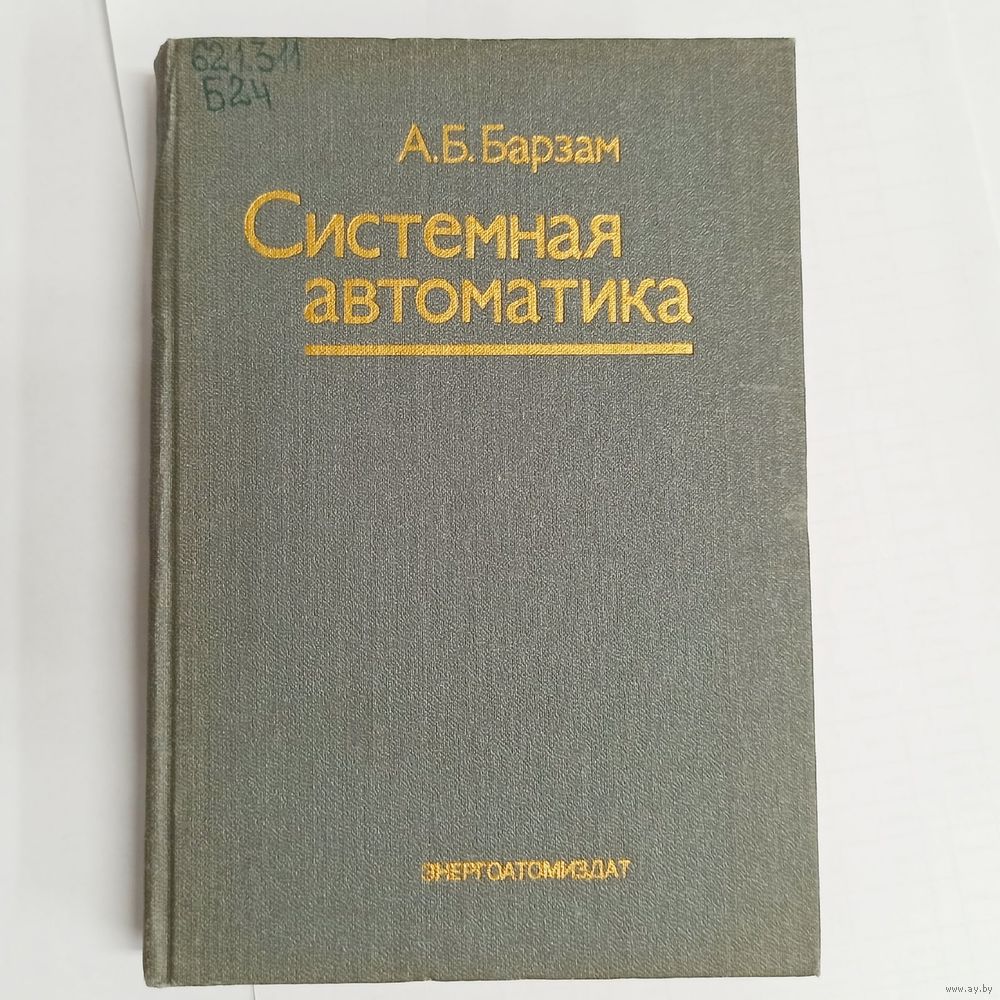 621.311
Б24
А.Б.Барзам
Системная
автоматика
ЭНЕРГОАТОМИЗДАТ
www.ay.by